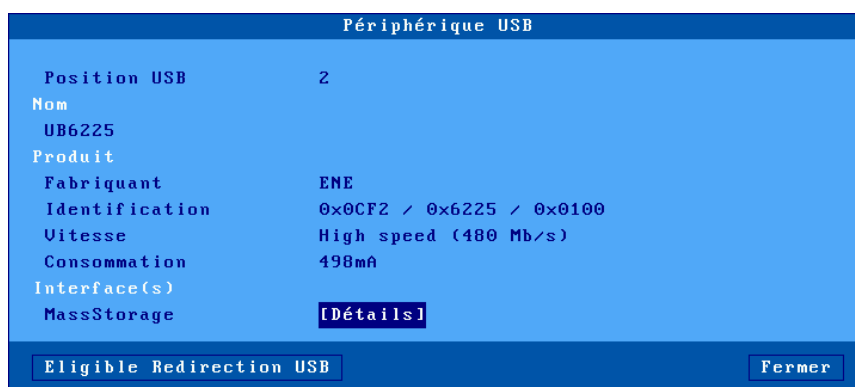 Périphérique USB
Position USB 2
Nom
UB6225
Produit
Fabriquant ENE
Identification 0x0CF2 / 0x6225 / 0x0100
Vitesse High speed (480 Mb/s)
Consommation 498mA
Interface(s)
MassStorage [Détails]
Eligible Redirection USB Fermer